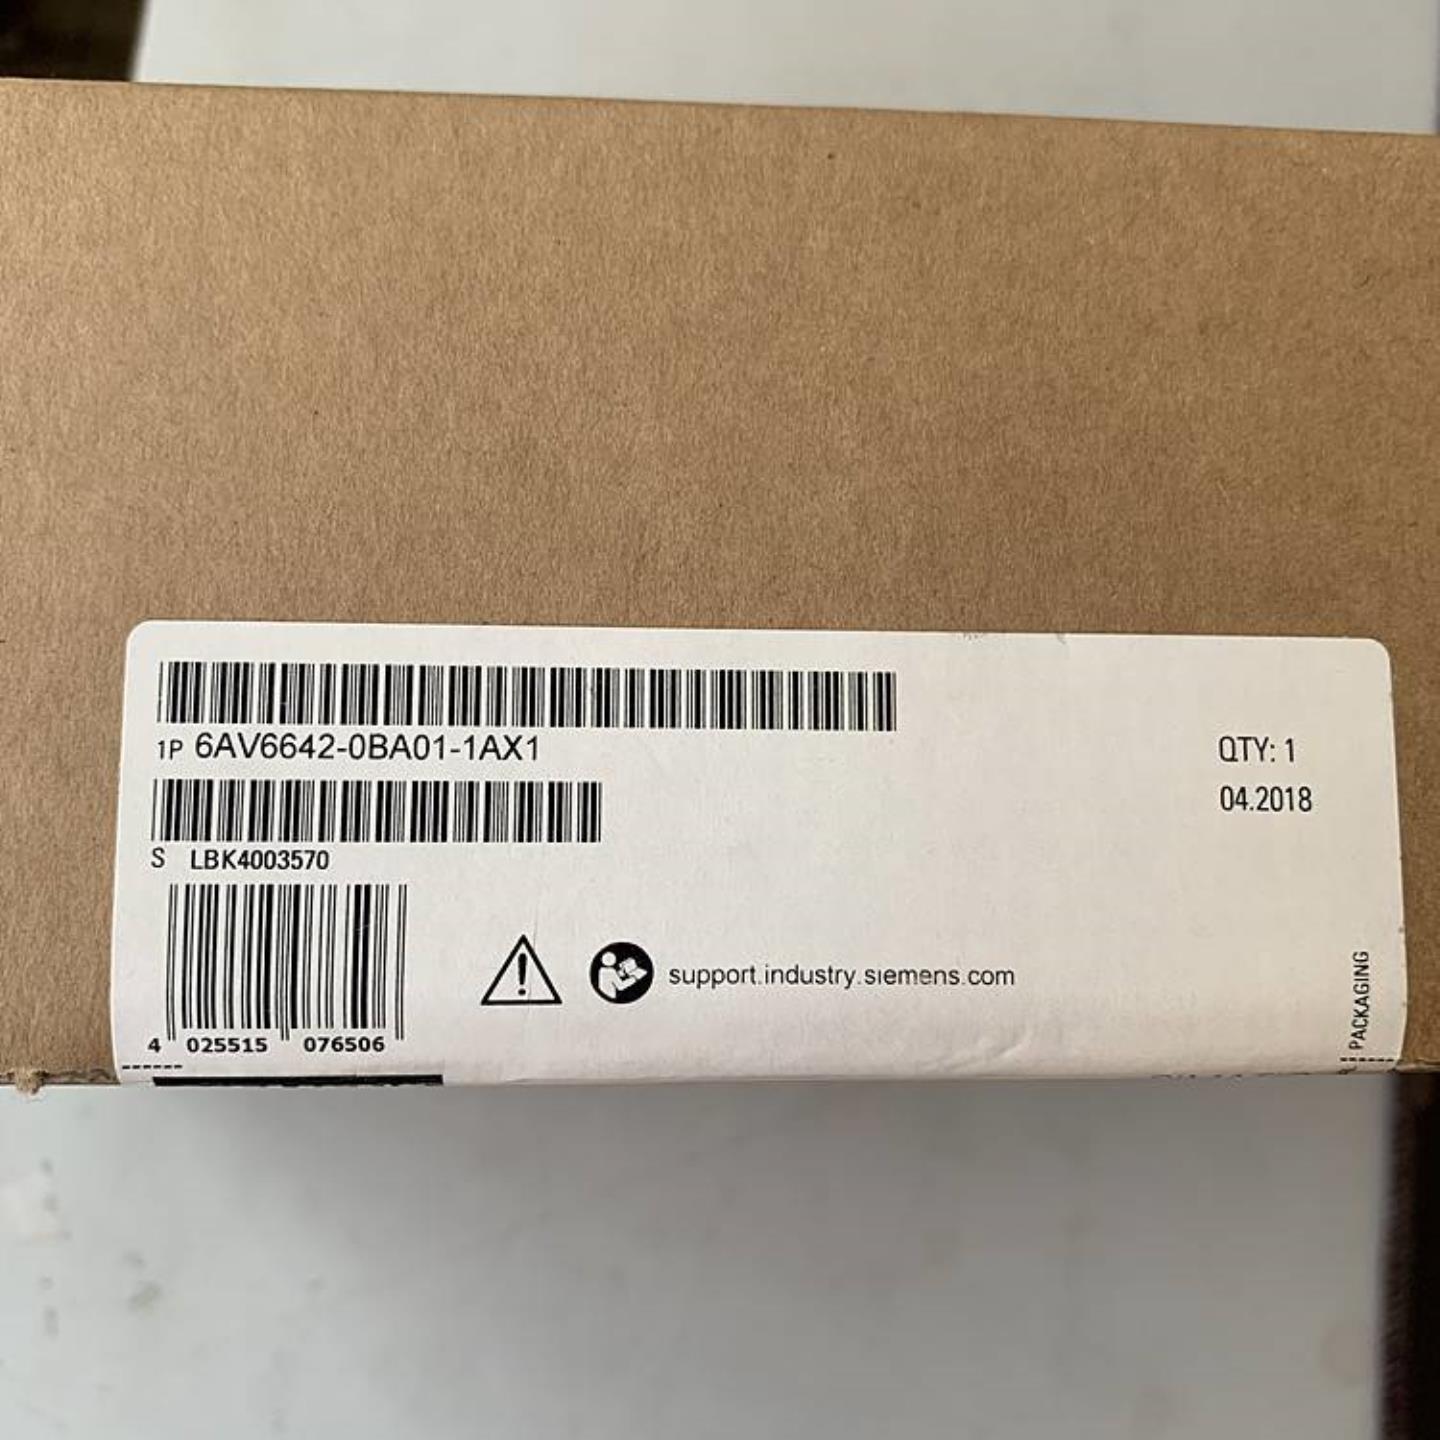 1P 6AV6642-0BA01-1AX1
QTY: 1
04.2018
S LBK4003570
4 025515 076506
support.industry.siemens.com
PACKAGING